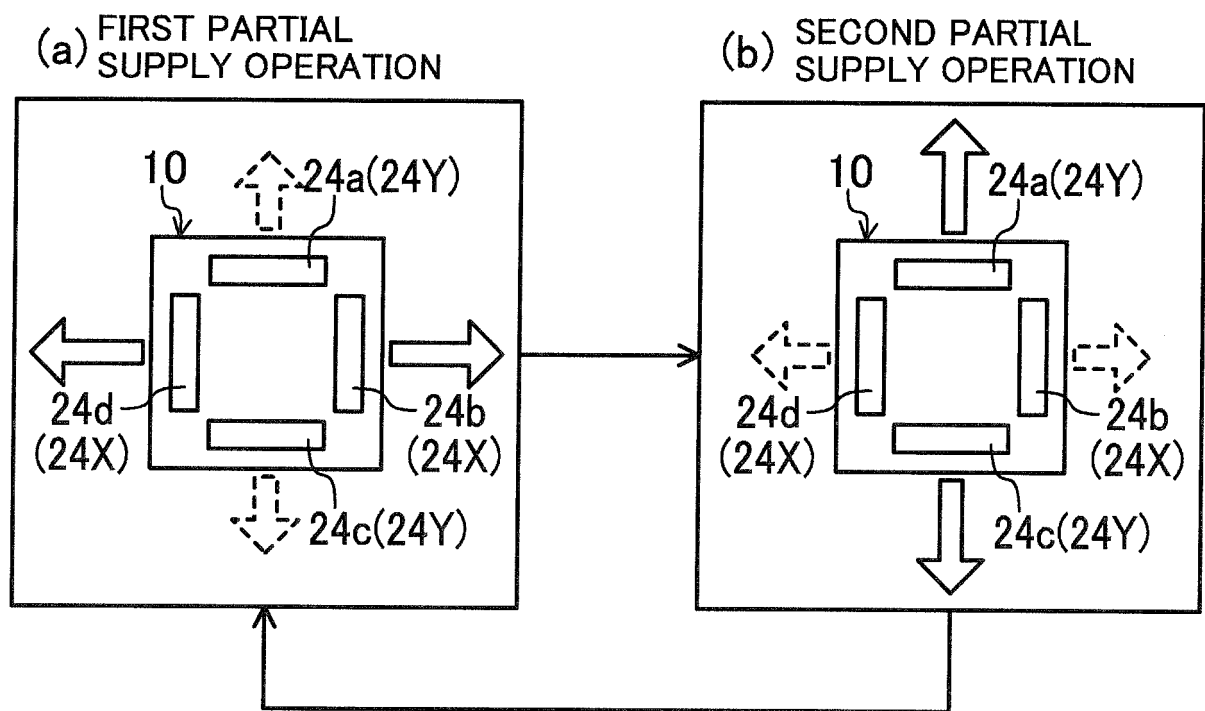 (a) FIRST PARTIAL
SUPPLY OPERATION
10
24a(24Y)
24d
(24X)
24b
(24X)
24c(24Y)
(b) SECOND PARTIAL
SUPPLY OPERATION
10
24a(24Y)
24d
(24X)
24b
(24X)
24c(24Y)